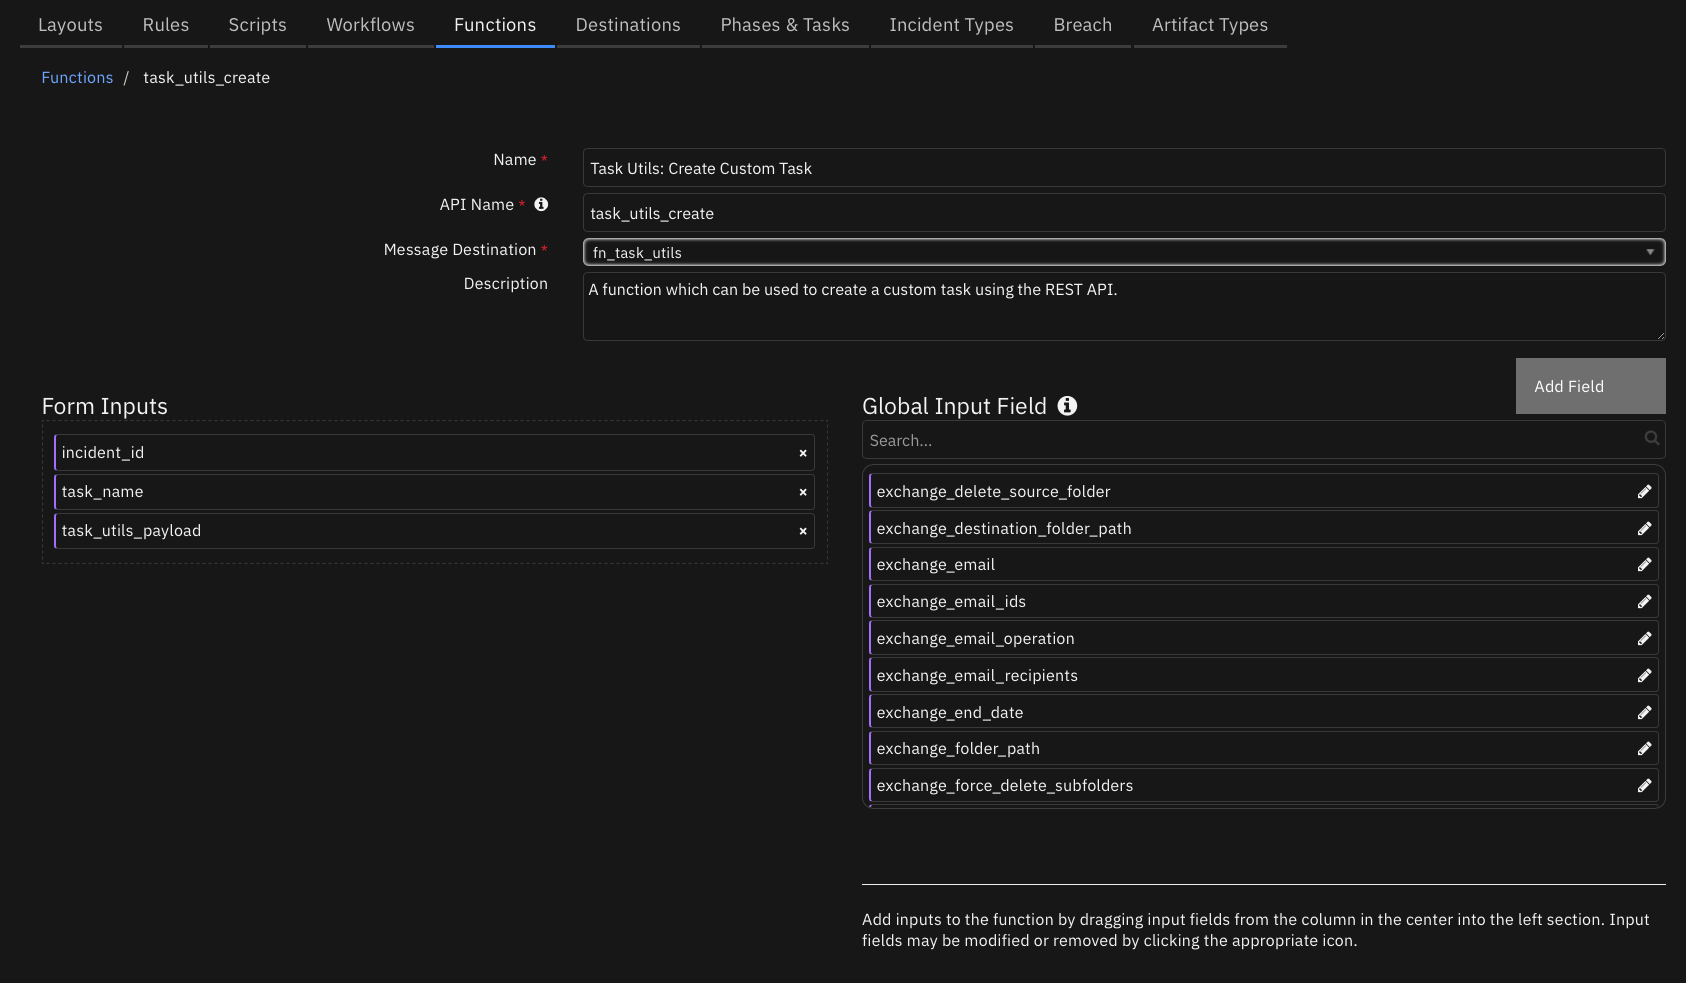 Layouts Rules Scripts Workflows Functions Destinations Phases & Tasks Incident Types Breach Artifact Types
Functions / task_utils_create
Name * Task Utils: Create Custom Task
API Name * task_utils_create
Message Destination * fn_task_utils
Description A function which can be used to create a custom task using the REST API.
Add Field
Form Inputs
incident_id ×
task_name ×
task_utils_payload ×
Global Input Field
Search...
exchange_delete_source_folder
exchange_destination_folder_path
exchange_email
exchange_email_ids
exchange_email_operation
exchange_email_recipients
exchange_end_date
exchange_folder_path
exchange_force_delete_subfolders
Add inputs to the function by dragging input fields from the column in the center into the left section. Input
fields may be modified or removed by clicking the appropriate icon.